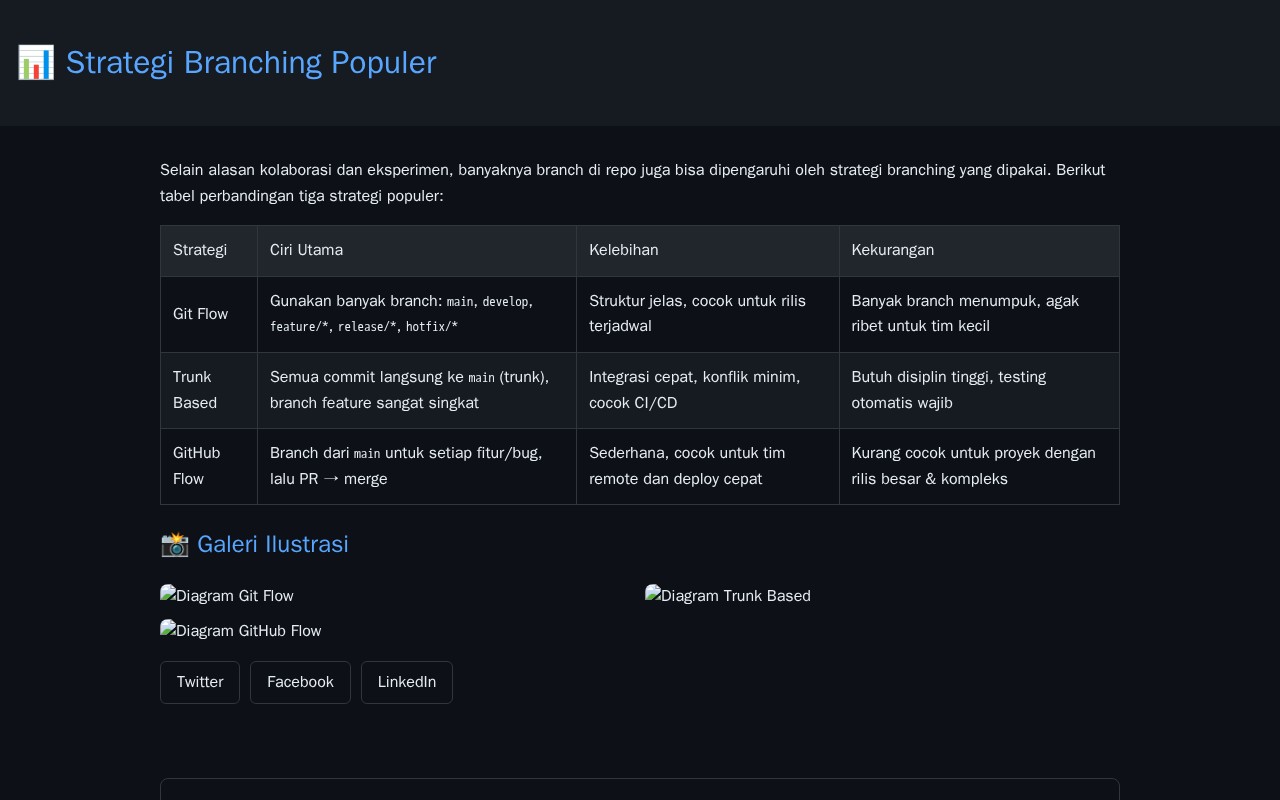 📊 Strategi Branching Populer
Selain alasan kolaborasi dan eksperimen, banyaknya branch di repo juga bisa dipengaruhi oleh strategi branching yang dipakai. Berikut
tabel perbandingan tiga strategi populer:
Strategi Ciri Utama Kelebihan Kekurangan
Git Flow
Gunakan banyak branch: main, develop,
feature/*, release/*, hotfix/*
Struktur jelas, cocok untuk rilis
terjadwal
Banyak branch menumpuk, agak
ribet untuk tim kecil
Trunk
Based
Semua commit langsung ke main (trunk),
branch feature sangat singkat
Integrasi cepat, konflik minim,
cocok CI/CD
Butuh disiplin tinggi, testing
otomatis wajib
GitHub
Flow
Branch dari main untuk setiap fitur/bug,
lalu PR → merge
Sederhana, cocok untuk tim
remote dan deploy cepat
Kurang cocok untuk proyek dengan
rilis besar & kompleks
📸 Galeri Ilustrasi
Diagram Git Flow
Diagram Trunk Based
Diagram GitHub Flow
Twitter Facebook LinkedIn